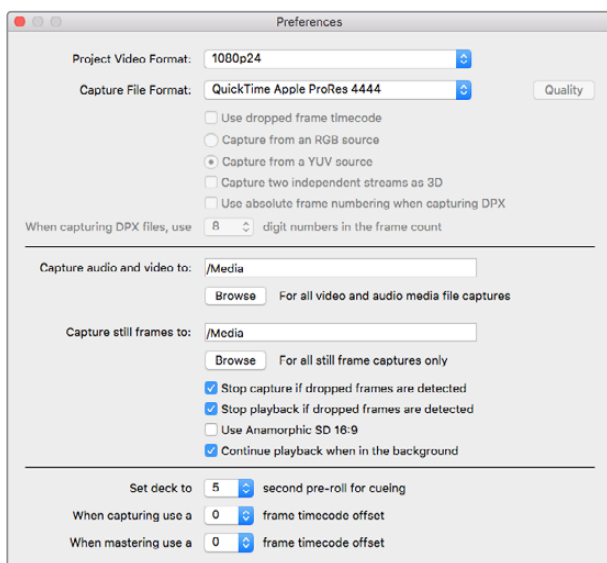 Preferences
Project Video Format: 1080p24
Capture File Format: QuickTime Apple ProRes 4444 Quality
Use dropped frame timecode
Capture from an RGB source
Capture from a YUV source
Capture two independent streams as 3D
Use absolute frame numbering when capturing DPX
When capturing DPX files, use 8 digit numbers in the frame count
Capture audio and video to: /Media
Browse For all video and audio media file captures
Capture still frames to: /Media
Browse For all still frame captures only
Stop capture if dropped frames are detected
Stop playback if dropped frames are detected
Use Anamorphic SD 16:9
Continue playback when in the background
Set deck to 5 second pre-roll for cueing
When capturing use a 0 frame timecode offset
When mastering use a 0 frame timecode offset